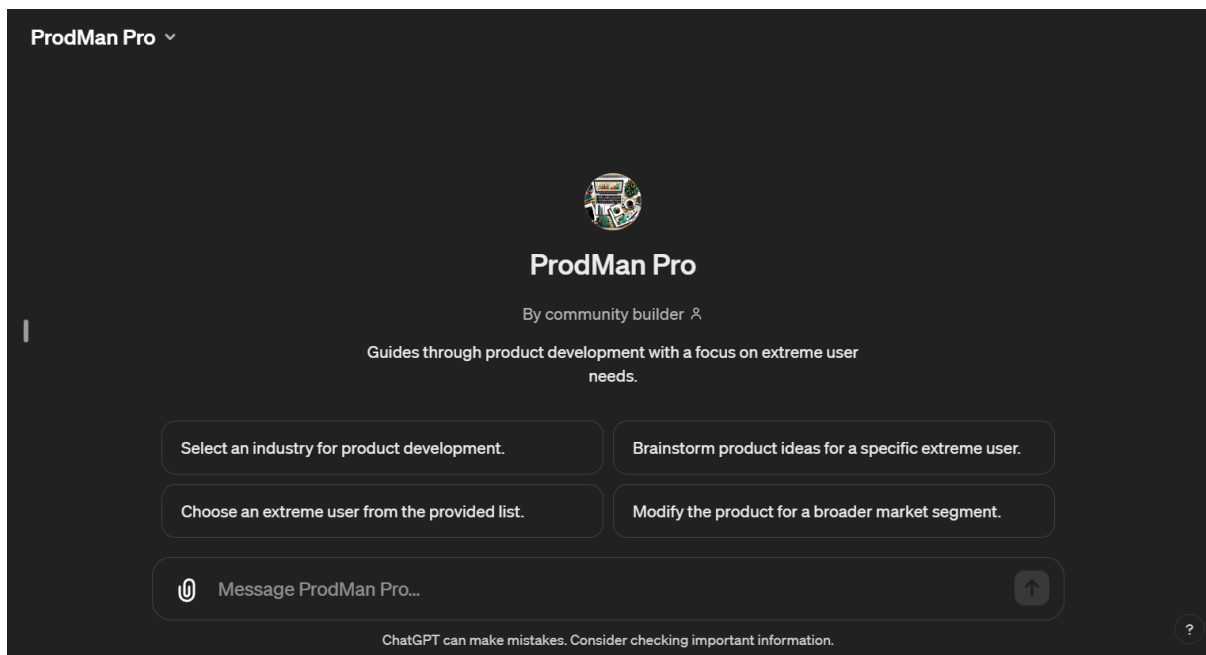 ProdMan Pro
ProdMan Pro
By community builder
Guides through product development with a focus on extreme user
needs.
Select an industry for product development.
Brainstorm product ideas for a specific extreme user.
Choose an extreme user from the provided list.
Modify the product for a broader market segment.
Message ProdMan Pro...
ChatGPT can make mistakes. Consider checking important information.
?